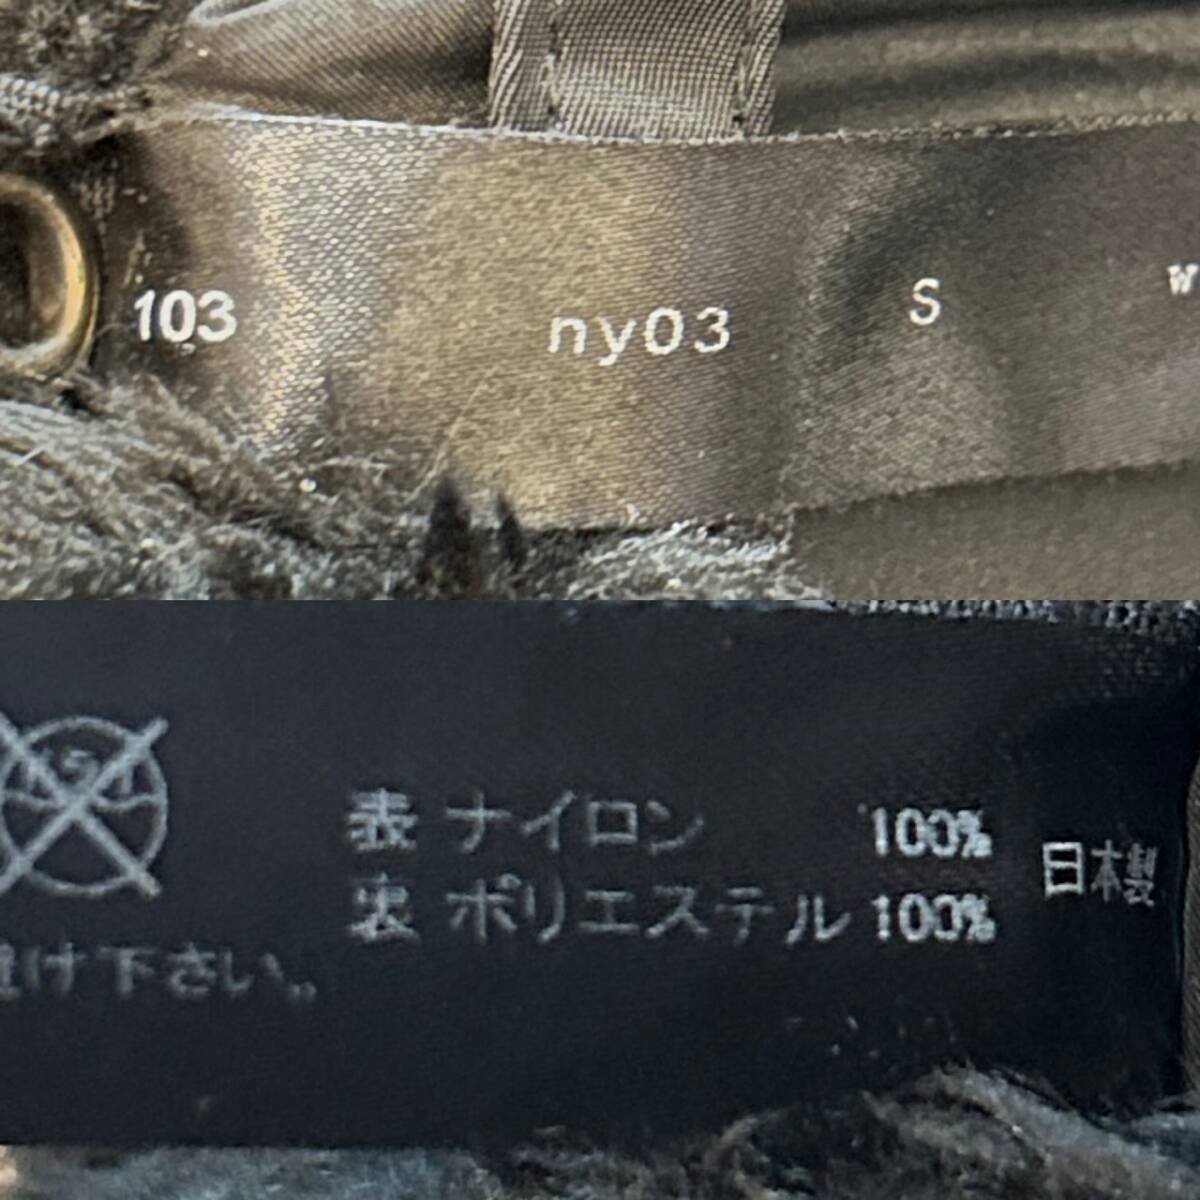 103 ny03 S w
表 ナイロン 100%
裏 ポリエステル 100%
日本製
け下さい。